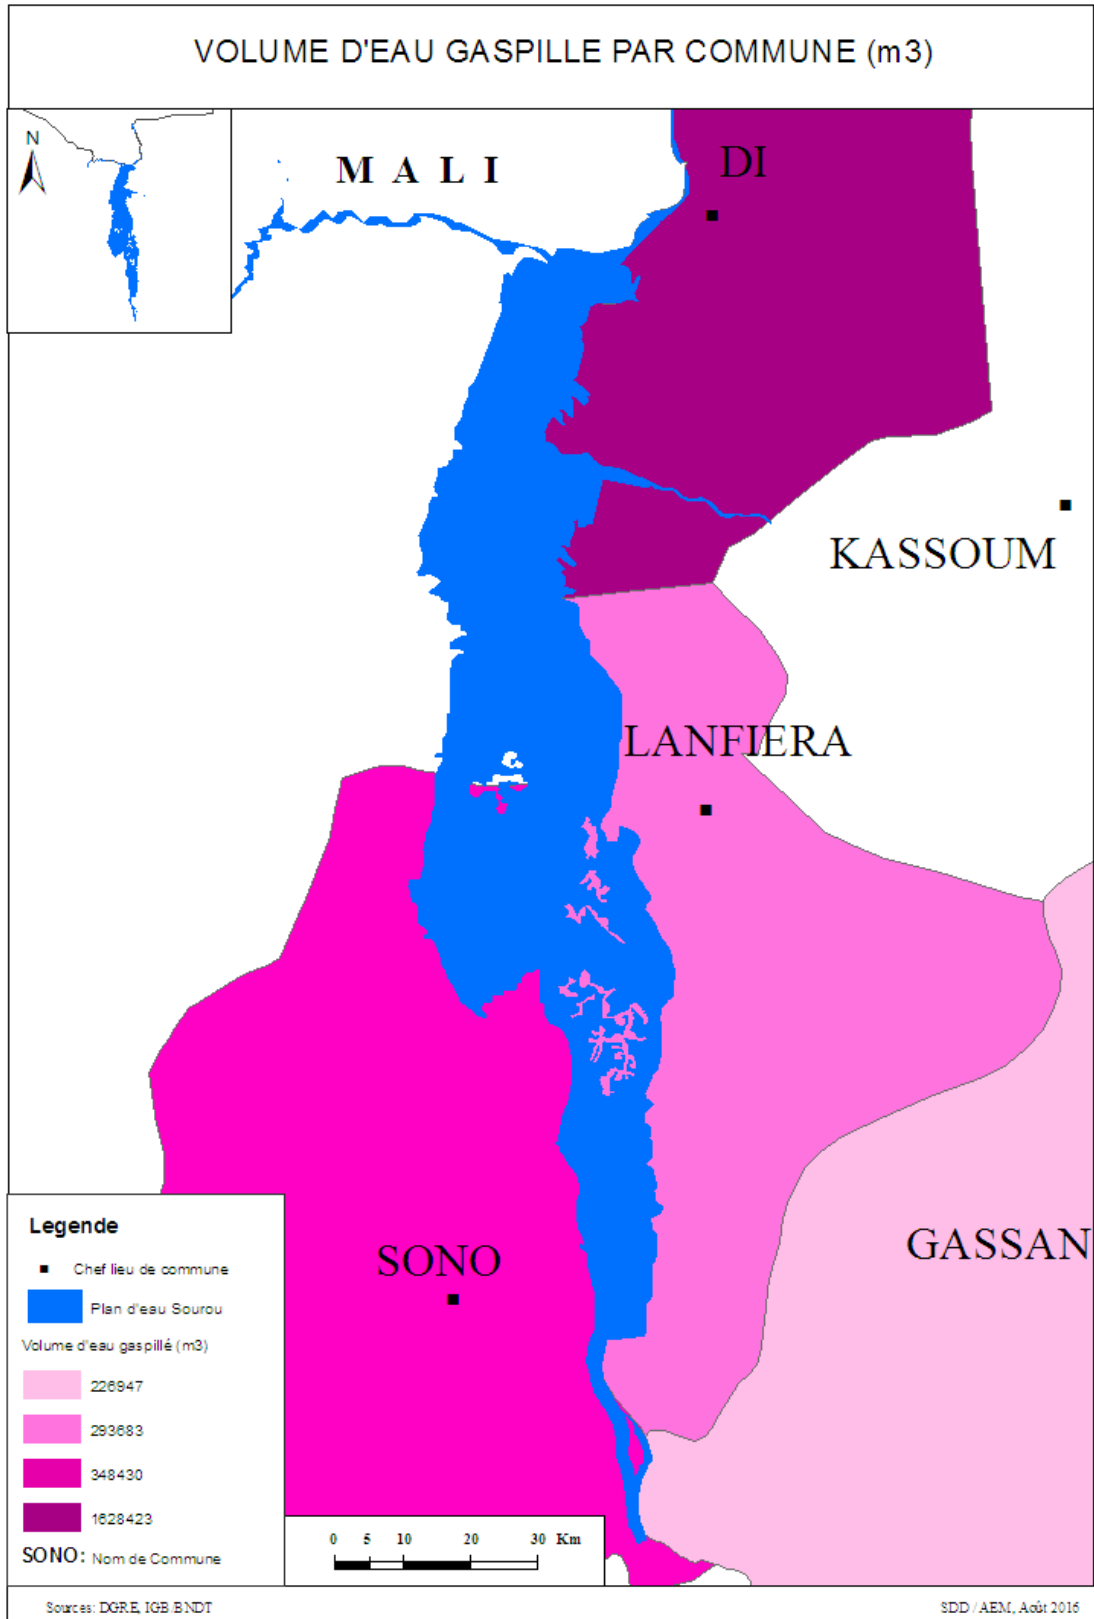 VOLUME D'EAU GASPILLE PAR COMMUNE (m3)
N
MALI
DI
KASSOUM
LANFIERA
GASSAN
SONO
Legende
Chef lieu de commune
Plan d'eau Sourou
Volume d'eau gaspillé (m3)
226947
293683
348430
1628423
SONO: Nom de Commune
0 5 10 20 30 Km
Sources: DGRE, IGB/BNDT
SDD / AEM, Août 2016